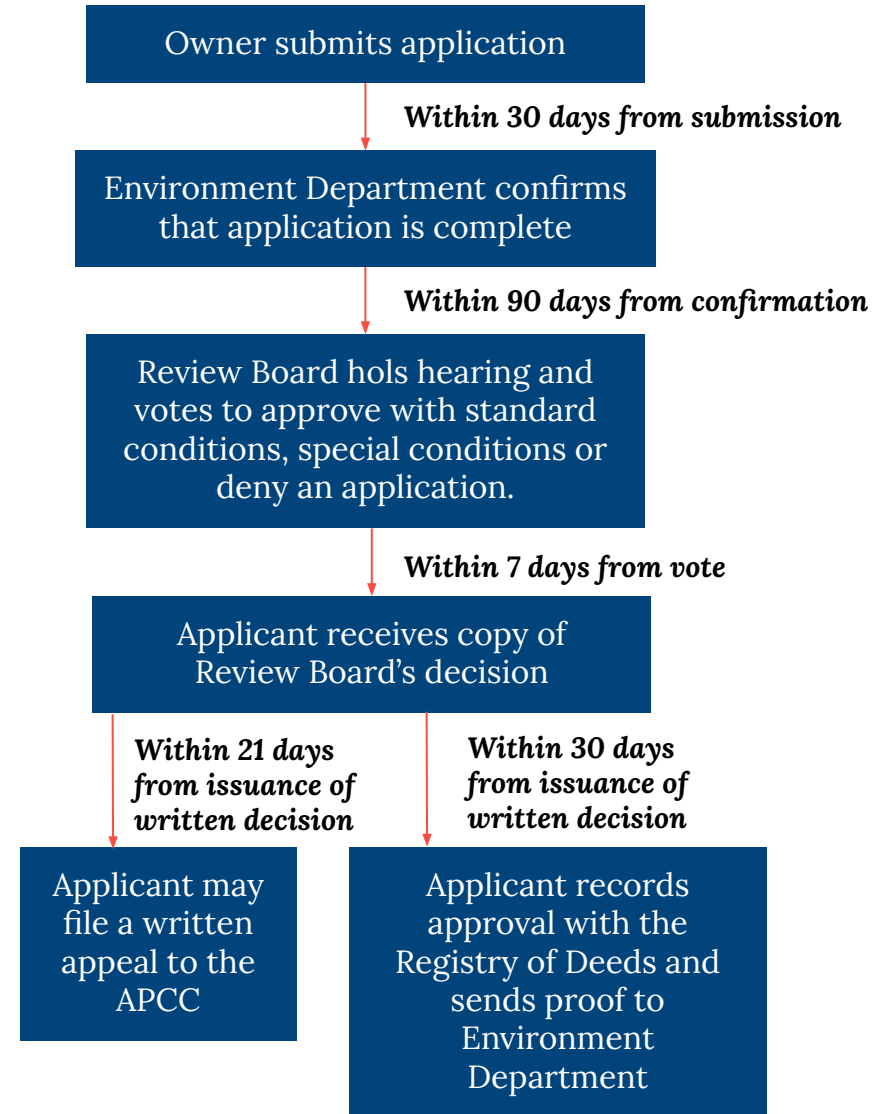 Owner submits application
Within 30 days from submission
Environment Department confirms
that application is complete
Within 90 days from confirmation
Review Board hols hearing and
votes to approve with standard
conditions, special conditions or
deny an application.
Within 7 days from vote
Applicant receives copy of
Review Board’s decision
Within 21 days
from issuance of
written decision
Within 30 days
from issuance of
written decision
Applicant may
file a written
appeal to the
APCC
Applicant records
approval with the
Registry of Deeds and
sends proof to
Environment
Department